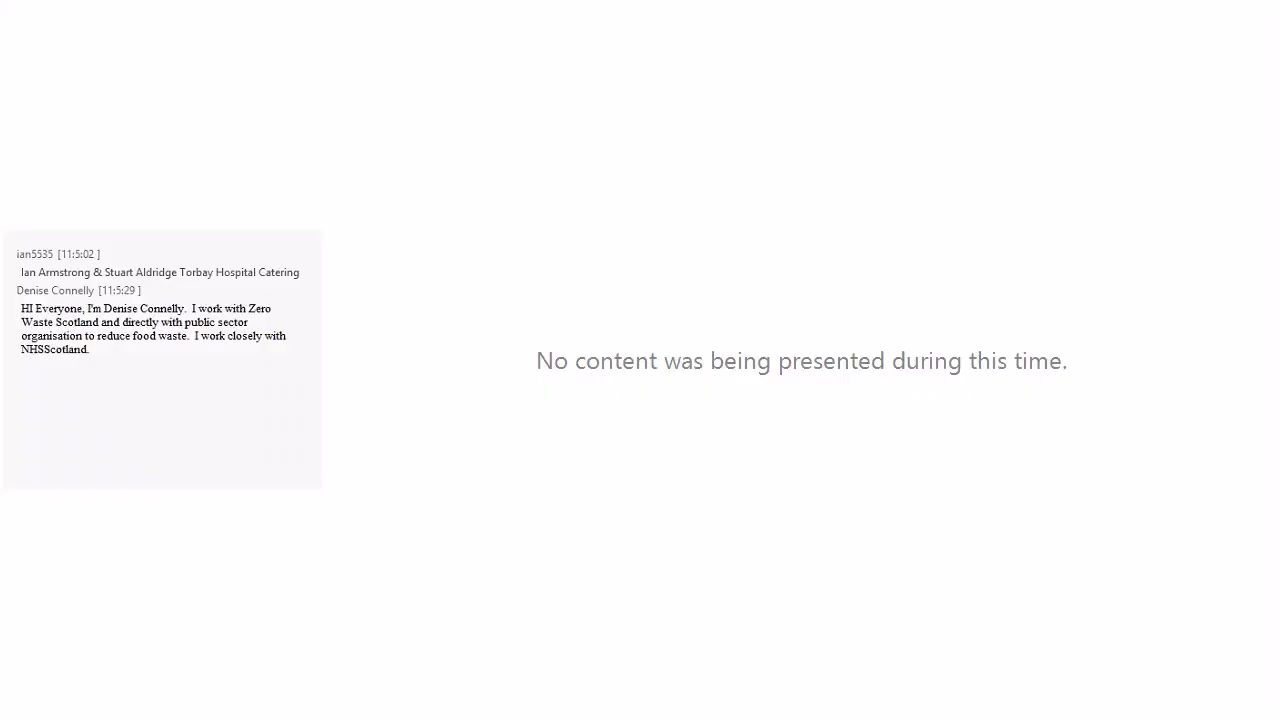 ian5535 [11:5:02 ]
Ian Armstrong & Stuart Aldridge Torbay Hospital Catering
Denise Connelly [11:5:29 ]
HI Everyone, I'm Denise Connelly.  I work with Zero
Waste Scotland and directly with public sector
organisation to reduce food waste.  I work closely with
NHSScotland.
No content was being presented during this time.